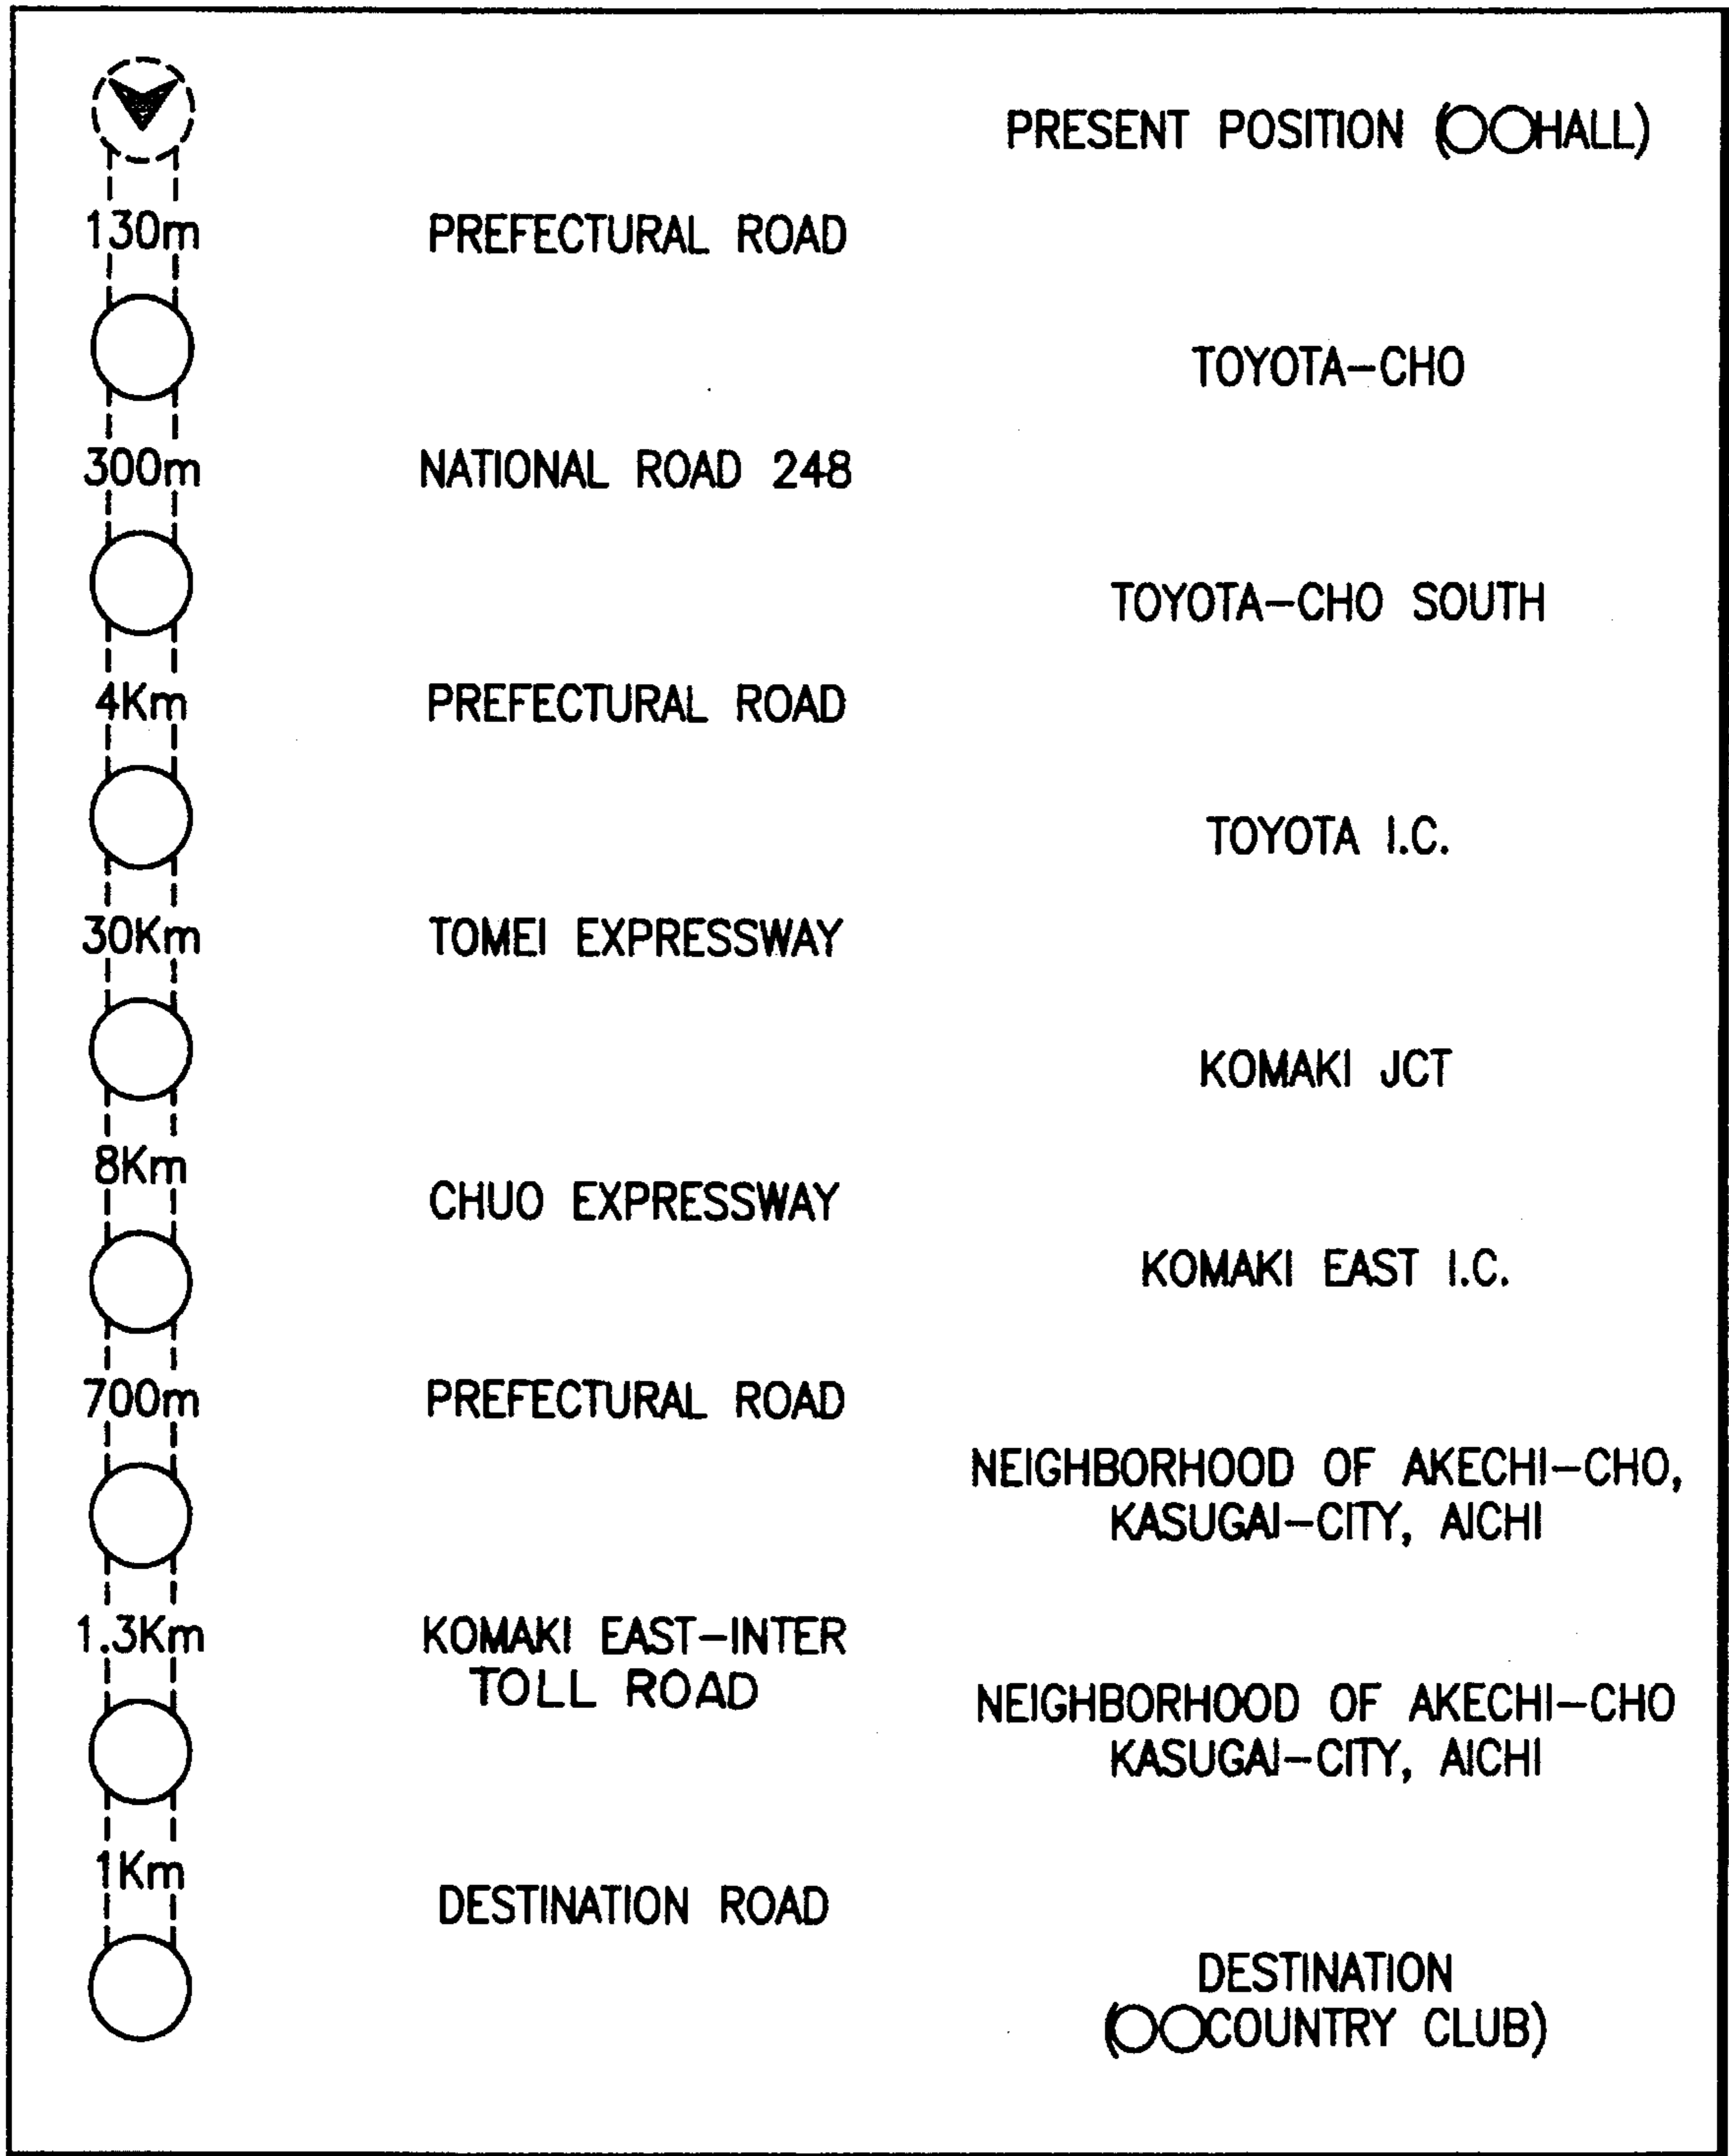 PRESENT POSITION (○○HALL)
130m PREFECTURAL ROAD
TOYOTA-CHO
300m NATIONAL ROAD 248
TOYOTA-CHO SOUTH
4Km PREFECTURAL ROAD
TOYOTA I.C.
30Km TOMEI EXPRESSWAY
KOMAKI JCT
8Km
CHUO EXPRESSWAY
KOMAKI EAST I.C.
700m PREFECTURAL ROAD
NEIGHBORHOOD OF AKECHI-CHO,
KASUGAI-CITY, AICHI
1.3Km KOMAKI EAST-INTER
TOLL ROAD
NEIGHBORHOOD OF AKECHI-CHO
KASUGAI-CITY, AICHI
1Km
DESTINATION ROAD
DESTINATION
(○○COUNTRY CLUB)